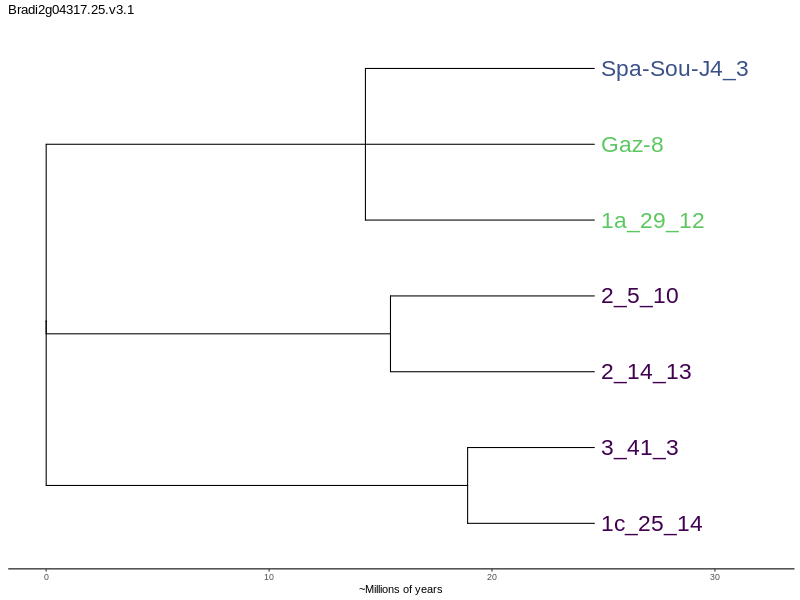 Bradi2g04317.25.v3.1
Spa-Sou-J4_3
Gaz-8
1a_29_12
2_5_10
2_14_13
3_41_3
1c_25_14
0 10 20 30
~Millions of years